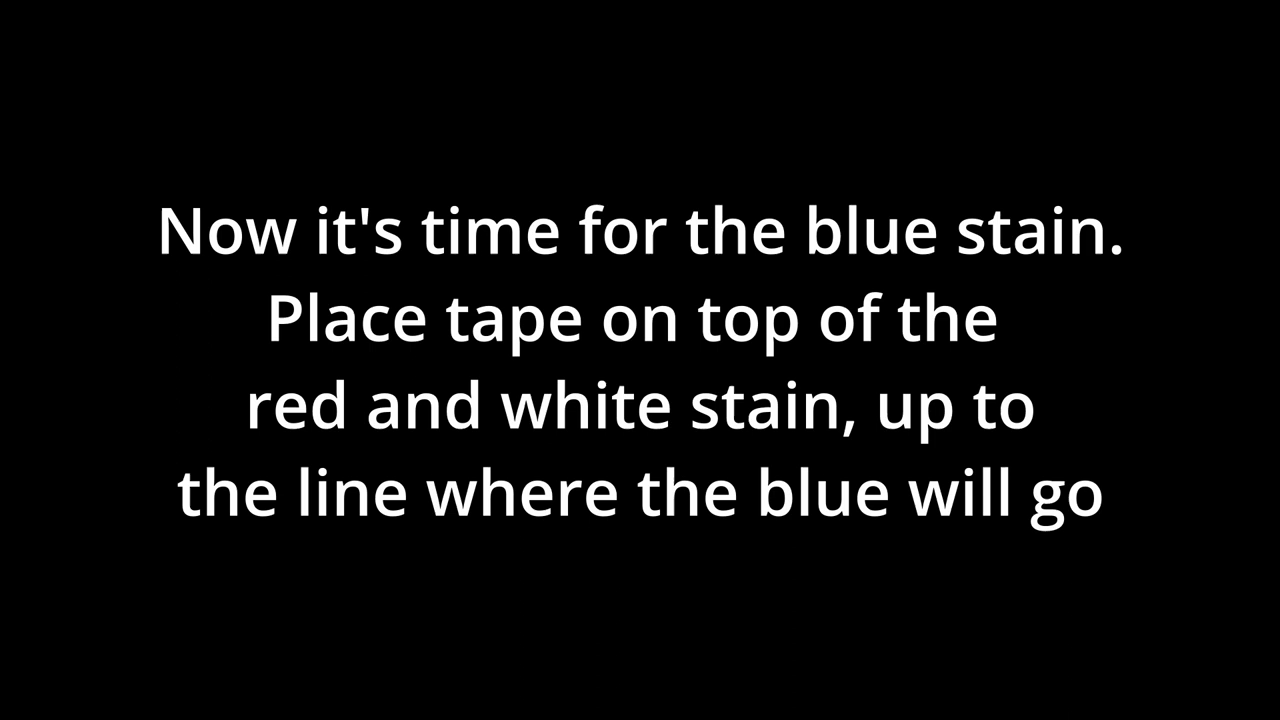 Now it's time for the blue stain.
Place tape on top of the
red and white stain, up to
the line where the blue will go